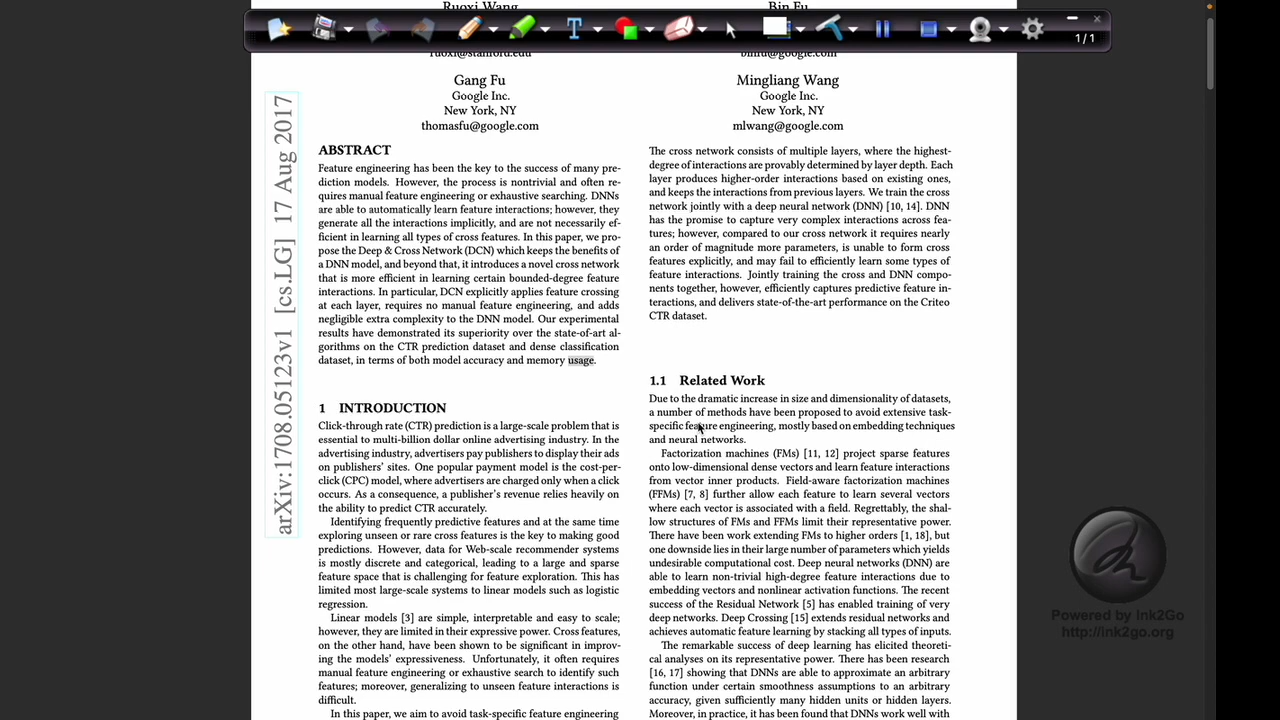 Ruoxi Wang
Bin Fu
1/1
ruoxi@stanford.edu
binfu@google.com
Gang Fu
Google Inc.
New York, NY
thomasfu@google.com
Mingliang Wang
Google Inc.
New York, NY
mlwang@google.com
arXiv:1708.05123v1 [cs.LG] 17 Aug 2017
ABSTRACT
Feature engineering has been the key to the success of many pre-
diction models. However, the process is nontrivial and often re-
quires manual feature engineering or exhaustive searching. DNNs
are able to automatically learn feature interactions; however, they
generate all the interactions implicitly, and are not necessarily ef-
ficient in learning all types of cross features. In this paper, we pro-
pose the Deep & Cross Network (DCN) which keeps the benefits of
a DNN model, and beyond that, it introduces a novel cross network
that is more efficient in learning certain bounded-degree feature
interactions. In particular, DCN explicitly applies feature crossing
at each layer, requires no manual feature engineering, and adds
negligible extra complexity to the DNN model. Our experimental
results have demonstrated its superiority over the state-of-art al-
gorithms on the CTR prediction dataset and dense classification
dataset, in terms of both model accuracy and memory usage.
1 INTRODUCTION
Click-through rate (CTR) prediction is a large-scale problem that is
essential to multi-billion dollar online advertising industry. In the
advertising industry, advertisers pay publishers to display their ads
on publishers' sites. One popular payment model is the cost-per-
click (CPC) model, where advertisers are charged only when a click
occurs. As a consequence, a publisher's revenue relies heavily on
the ability to predict CTR accurately.
Identifying frequently predictive features and at the same time
exploring unseen or rare cross features is the key to making good
predictions. However, data for Web-scale recommender systems
is mostly discrete and categorical, leading to a large and sparse
feature space that is challenging for feature exploration. This has
limited most large-scale systems to linear models such as logistic
regression.
Linear models [3] are simple, interpretable and easy to scale;
however, they are limited in their expressive power. Cross features,
on the other hand, have been shown to be significant in improv-
ing the models' expressiveness. Unfortunately, it often requires
manual feature engineering or exhaustive search to identify such
features; moreover, generalizing to unseen feature interactions is
difficult.
In this paper, we aim to avoid task-specific feature engineering
The cross network consists of multiple layers, where the highest-
degree of interactions are provably determined by layer depth. Each
layer produces higher-order interactions based on existing ones,
and keeps the interactions from previous layers. We train the cross
network jointly with a deep neural network (DNN) [10, 14]. DNN
has the promise to capture very complex interactions across fea-
tures; however, compared to our cross network it requires nearly
an order of magnitude more parameters, is unable to form cross
features explicitly, and may fail to efficiently learn some types of
feature interactions. Jointly training the cross and DNN compo-
nents together, however, efficiently captures predictive feature in-
teractions, and delivers state-of-the-art performance on the Criteo
CTR dataset.
1.1 Related Work
Due to the dramatic increase in size and dimensionality of datasets,
a number of methods have been proposed to avoid extensive task-
specific feature engineering, mostly based on embedding techniques
and neural networks.
Factorization machines (FMs) [11, 12] project sparse features
onto low-dimensional dense vectors and learn feature interactions
from vector inner products. Field-aware factorization machines
(FFMs) [7, 8] further allow each feature to learn several vectors
where each vector is associated with a field. Regrettably, the shal-
low structures of FMs and FFMs limit their representative power.
There have been work extending FMs to higher orders [1, 18], but
one downside lies in their large number of parameters which yields
undesirable computational cost. Deep neural networks (DNN) are
able to learn non-trivial high-degree feature interactions due to
embedding vectors and nonlinear activation functions. The recent
success of the Residual Network [5] has enabled training of very
deep networks. Deep Crossing [15] extends residual networks and
achieves automatic feature learning by stacking all types of inputs.
The remarkable success of deep learning has elicited theoreti-
cal analyses on its representative power. There has been research
[16, 17] showing that DNNs are able to approximate an arbitrary
function under certain smoothness assumptions to an arbitrary
accuracy, given sufficiently many hidden units or hidden layers.
Moreover, in practice, it has been found that DNNs work well with
Powered by Ink2Go
http://ink2go.org